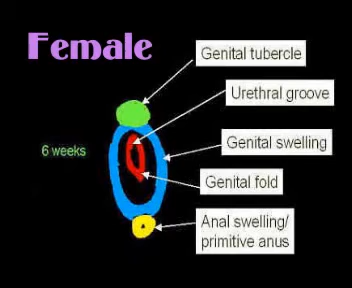 Female
Genital tubercle
Urethral groove
Genital swelling
6 weeks
Genital fold
Anal swelling/
primitive anus